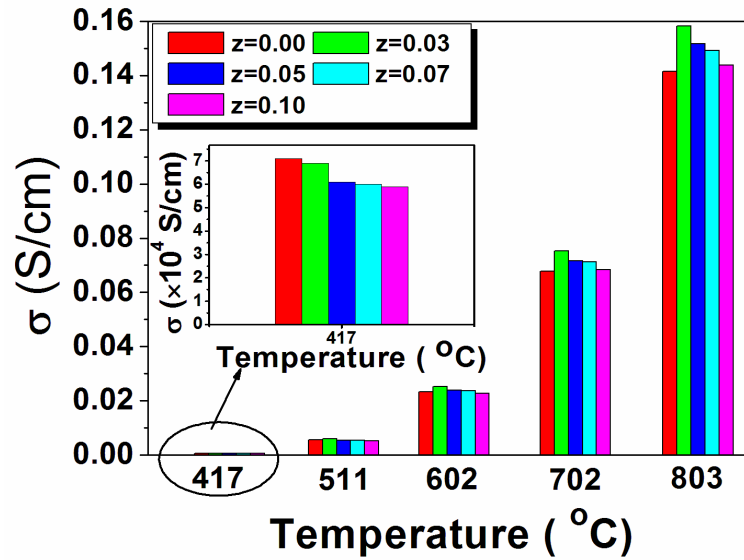 0.16
0.14
0.12
0.10
0.08
0.06
0.04
0.02
0.00
σ (S/cm)
z=0.00 z=0.03
z=0.05 z=0.07
z=0.10
7
6
5
4
3
2
1
0
σ (×10⁴ S/cm)
417
Temperature ( ⁰C)
417 511 602 702 803
Temperature ( ⁰C)